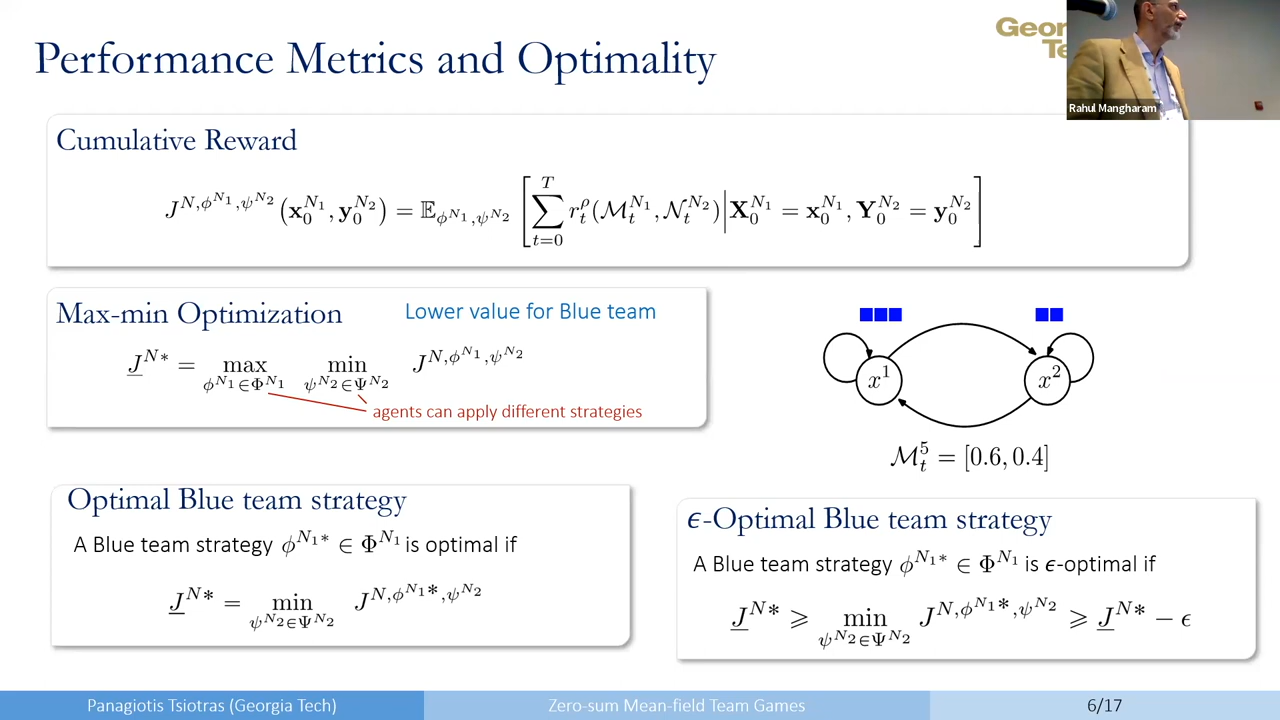 Performance Metrics and Optimality
Rahul Mangharam
Cumulative Reward
J^{N,ϕ^{N_1},ψ^{N_2}}(𝐱_0^{N_1}, 𝐲_0^{N_2}) = 𝔼_{ϕ^{N_1},ψ^{N_2}} [ ∑_{t=0}^{T} r_t^ρ(ℳ_t^{N_1}, 𝒩_t^{N_2}) | 𝐗_0^{N_1} = 𝐱_0^{N_1}, 𝐘_0^{N_2} = 𝐲_0^{N_2} ]
Max-min Optimization
Lower value for Blue team
J̲^{N*} = max_{ϕ^{N_1}∈Φ^{N_1}} min_{ψ^{N_2}∈Ψ^{N_2}} J^{N,ϕ^{N_1},ψ^{N_2}}
agents can apply different strategies
x^1
x^2
ℳ_t^5 = [0.6, 0.4]
Optimal Blue team strategy
A Blue team strategy ϕ^{N_1*} ∈ Φ^{N_1} is optimal if
J̲^{N*} = min_{ψ^{N_2}∈Ψ^{N_2}} J^{N,ϕ^{N_1*},ψ^{N_2}}
ϵ-Optimal Blue team strategy
A Blue team strategy ϕ^{N_1*} ∈ Φ^{N_1} is ϵ-optimal if
J̲^{N*} ⩾ min_{ψ^{N_2}∈Ψ^{N_2}} J^{N,ϕ^{N_1*},ψ^{N_2}} ⩾ J̲^{N*} − ϵ
Panagiotis Tsiotras (Georgia Tech)
Zero-sum Mean-field Team Games
6/17